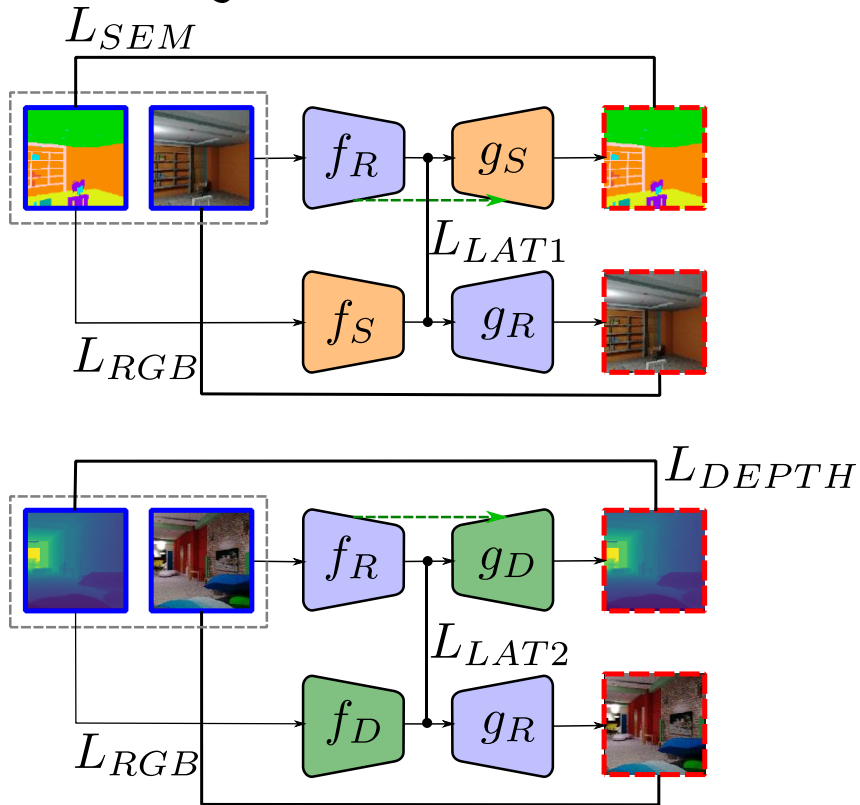 L_{SEM}
f_R
g_S
L_{LAT1}
f_S
g_R
L_{RGB}
L_{DEPTH}
f_R
g_D
L_{LAT2}
f_D
g_R
L_{RGB}